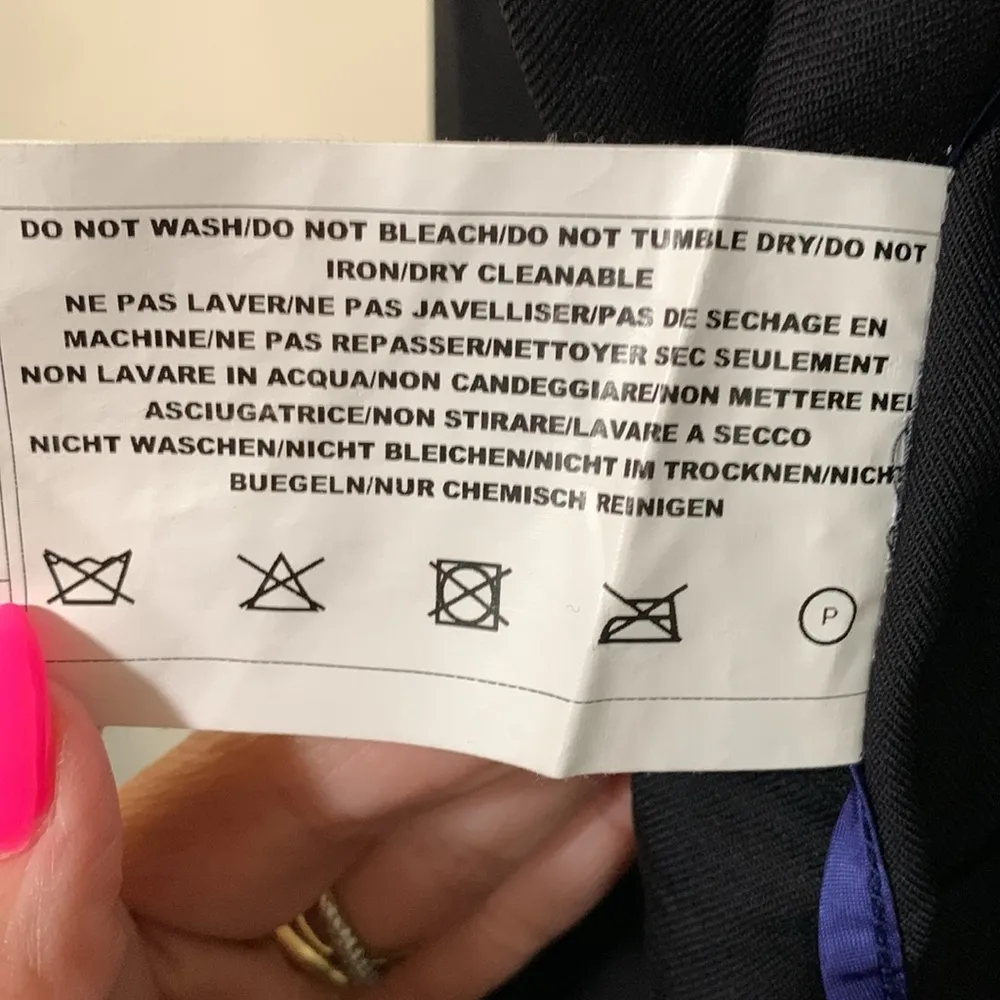 DO NOT WASH/DO NOT BLEACH/DO NOT TUMBLE DRY/DO NOT
IRON/DRY CLEANABLE
NE PAS LAVER/NE PAS JAVELLISER/PAS DE SECHAGE EN
MACHINE/NE PAS REPASSER/NETTOYER SEC SEULEMENT
NON LAVARE IN ACQUA/NON CANDEGGIARE/NON METTERE NEL
ASCIUGATRICE/NON STIRARE/LAVARE A SECCO
NICHT WASCHEN/NICHT BLEICHEN/NICHT IM TROCKNEN/NICHT
BUEGELN/NUR CHEMISCH REINIGEN
P